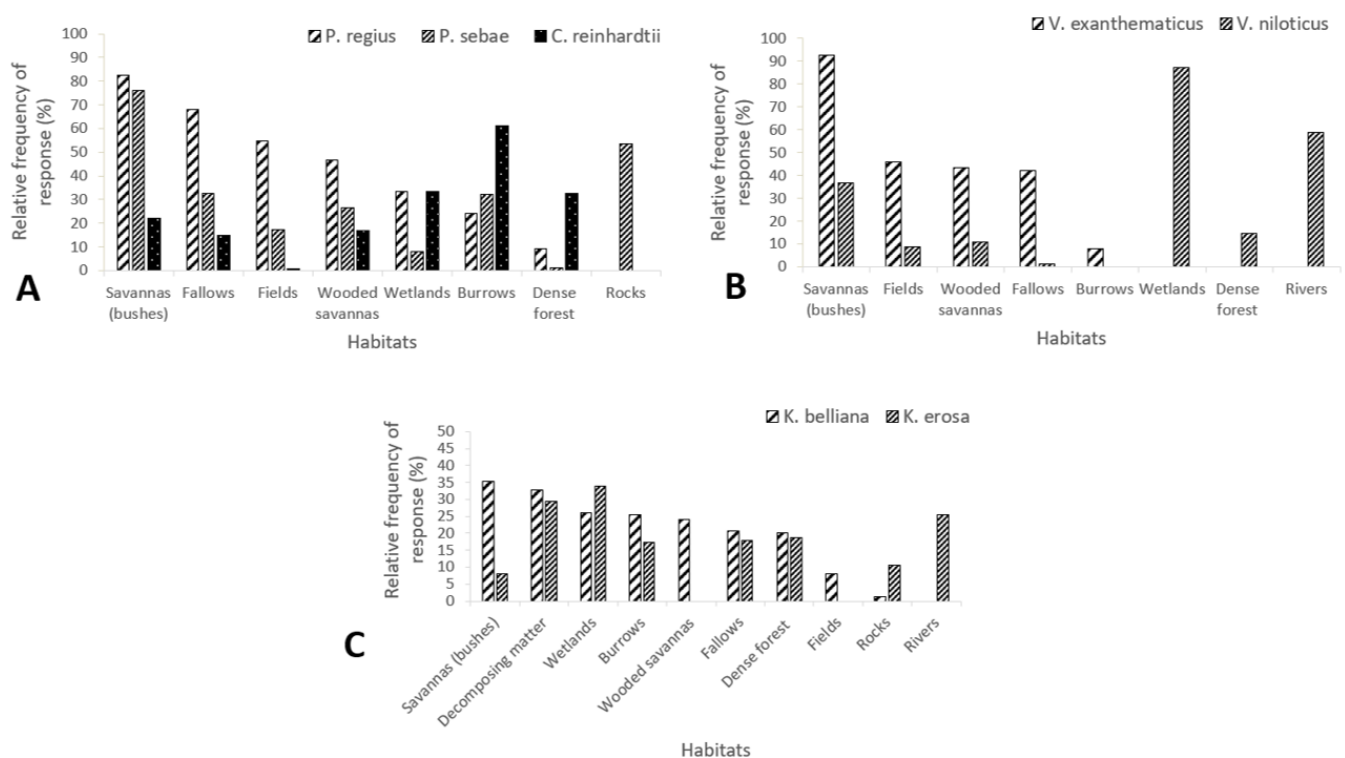 P. regius P. sebae C. reinhardtii
Relative frequency of
response (%)
100
90
80
70
60
50
40
30
20
10
0
Savannas
(bushes)
Fallows
Fields
Wooded
savannas
Wetlands
Burrows
Dense
forest
Rocks
Habitats
A
V. exanthematicus V. niloticus
Relative frequency of
response (%)
100
90
80
70
60
50
40
30
20
10
0
Savannas
(bushes)
Fields
Wooded
savannas
Fallows
Burrows
Wetlands
Dense
forest
Rivers
Habitats
B
K. belliana K. erosa
Relative frequency of
response (%)
50
45
40
35
30
25
20
15
10
5
0
Savannas (bushes)
Decomposing matter
Wetlands
Burrows
Wooded savannas
Fallows
Dense forest
Fields
Rocks
Rivers
Habitats
C